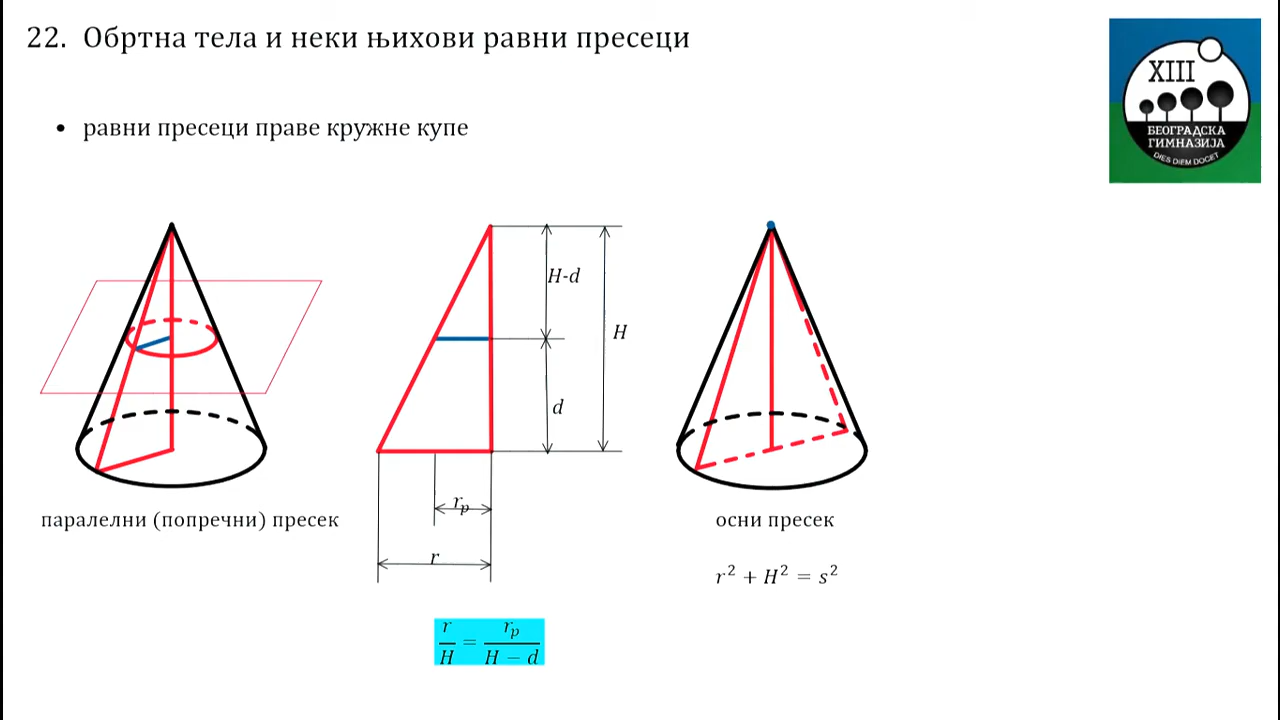 22. Обртна тела и неки њихови равни пресеци
XIII
БЕОГРАДСКА
ГИМНАЗИЈА
DIES DIEM DOCET
• равни пресеци праве кружне купе
H-d
H
d
r_p
r
паралелни (попречни) пресек
осни пресек
r² + H² = s²
r/H = r_p/(H − d)